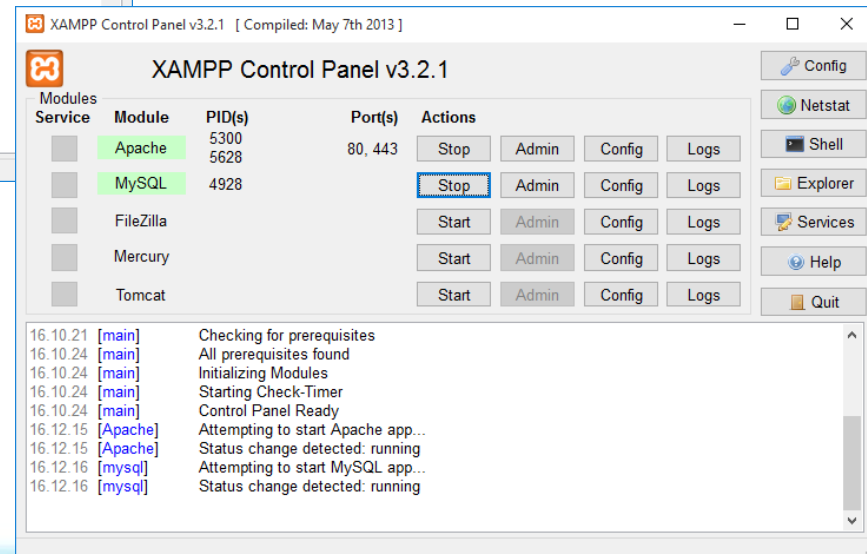 XAMPP Control Panel v3.2.1 [ Compiled: May 7th 2013 ]
XAMPP Control Panel v3.2.1
Config
Modules
Service Module PID(s) Port(s) Actions
Netstat
Apache 5300 5628 80, 443 Stop Admin Config Logs
Shell
MySQL 4928 Stop Admin Config Logs
Explorer
FileZilla Start Admin Config Logs
Services
Mercury Start Admin Config Logs
Help
Tomcat Start Admin Config Logs
Quit
16.10.21 [main] Checking for prerequisites
16.10.24 [main] All prerequisites found
16.10.24 [main] Initializing Modules
16.10.24 [main] Starting Check-Timer
16.10.24 [main] Control Panel Ready
16.12.15 [Apache] Attempting to start Apache app...
16.12.15 [Apache] Status change detected: running
16.12.16 [mysql] Attempting to start MySQL app...
16.12.16 [mysql] Status change detected: running